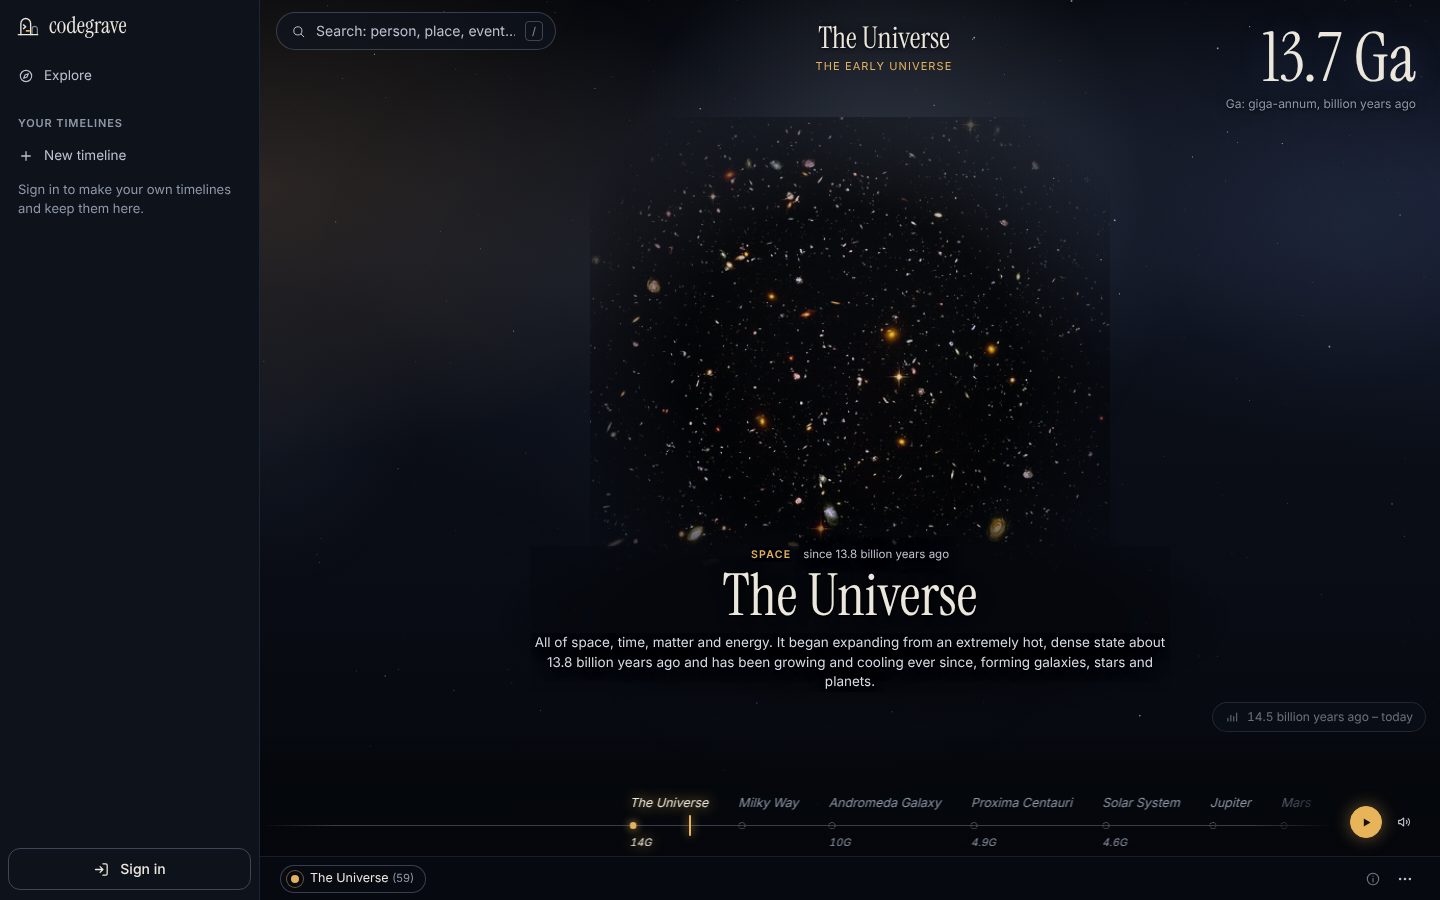 codegrave
Explore
YOUR TIMELINES
New timeline
Sign in to make your own timelines
and keep them here.
Sign in
Search: person, place, event...
/
The Universe
THE EARLY UNIVERSE
13.7 Ga
Ga: giga-annum, billion years ago
SPACE since 13.8 billion years ago
The Universe
All of space, time, matter and energy. It began expanding from an extremely hot, dense state about
13.8 billion years ago and has been growing and cooling ever since, forming galaxies, stars and
planets.
14.5 billion years ago – today
The Universe Milky Way Andromeda Galaxy Proxima Centauri Solar System Jupiter Mars
14G 10G 4.9G 4.6G
The Universe (59)